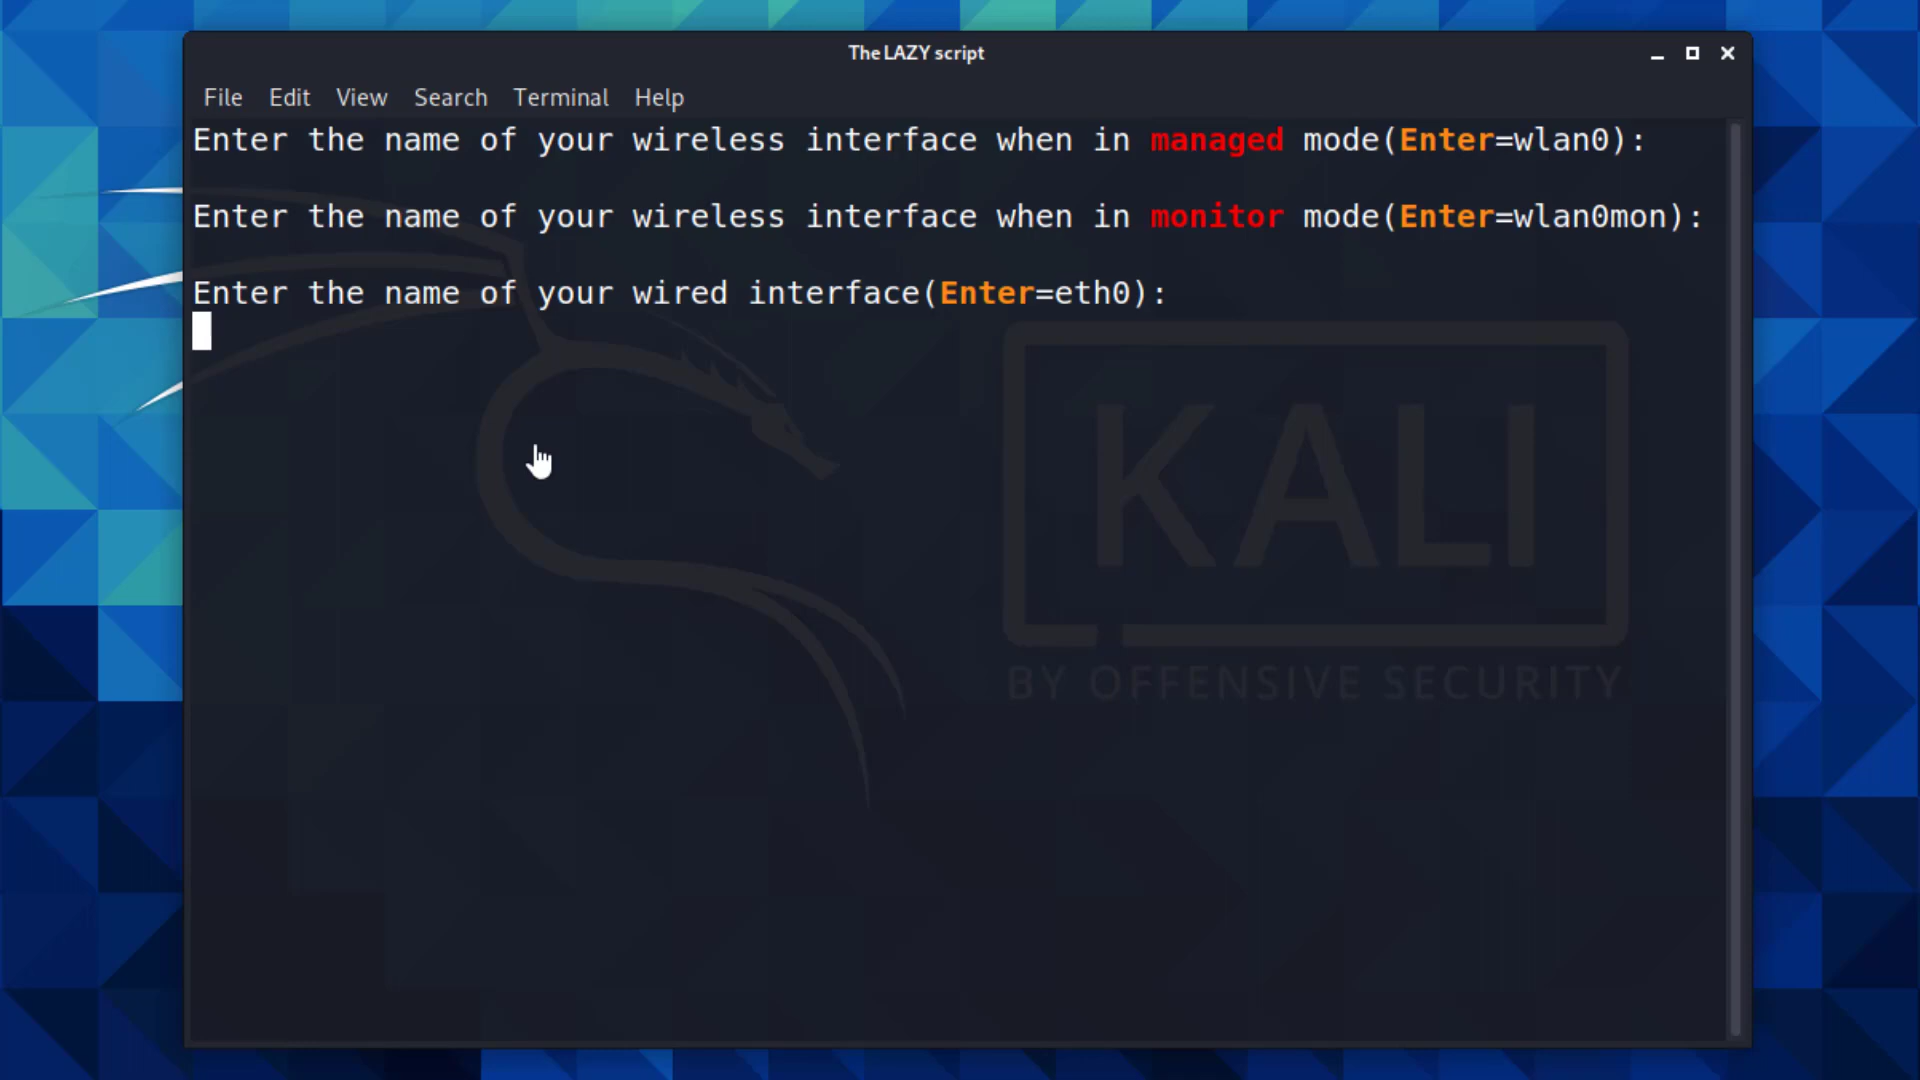 The LAZY script
File Edit View Search Terminal Help
Enter the name of your wireless interface when in managed mode(Enter=wlan0):
Enter the name of your wireless interface when in monitor mode(Enter=wlan0mon):
Enter the name of your wired interface(Enter=eth0):
KALI
BY OFFENSIVE SECURITY